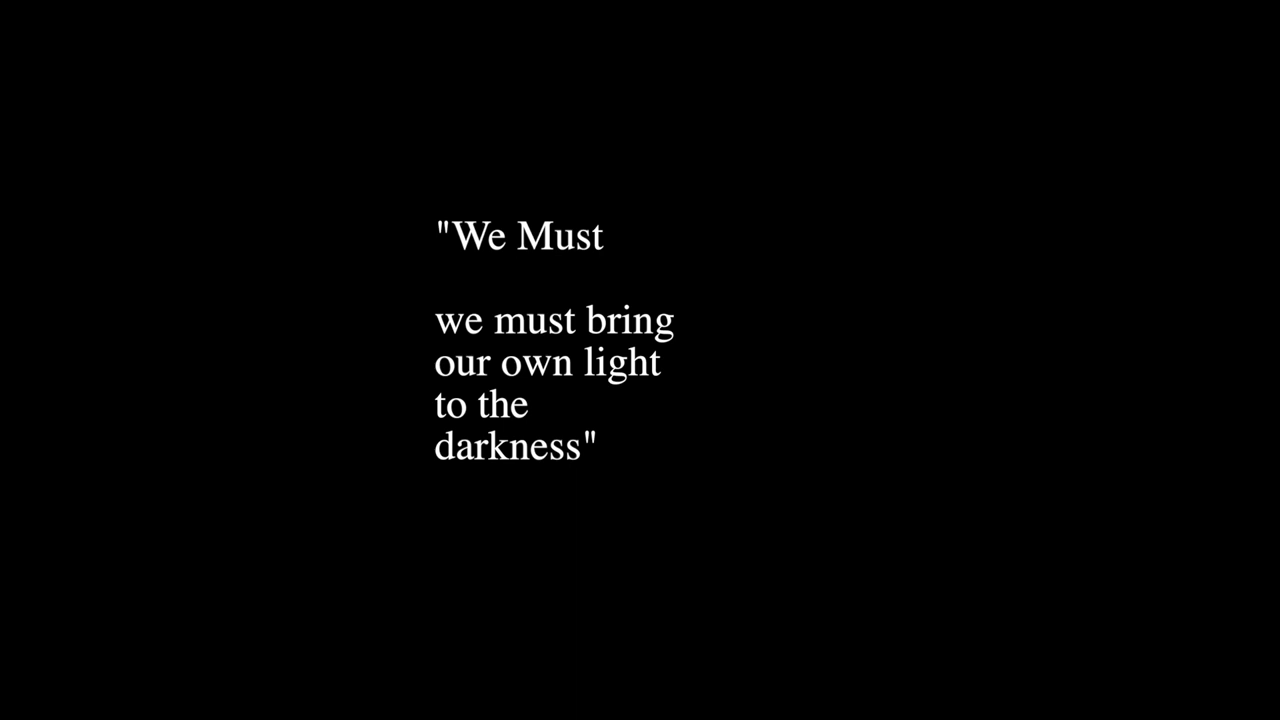 "We Must
we must bring
our own light
to the
darkness"